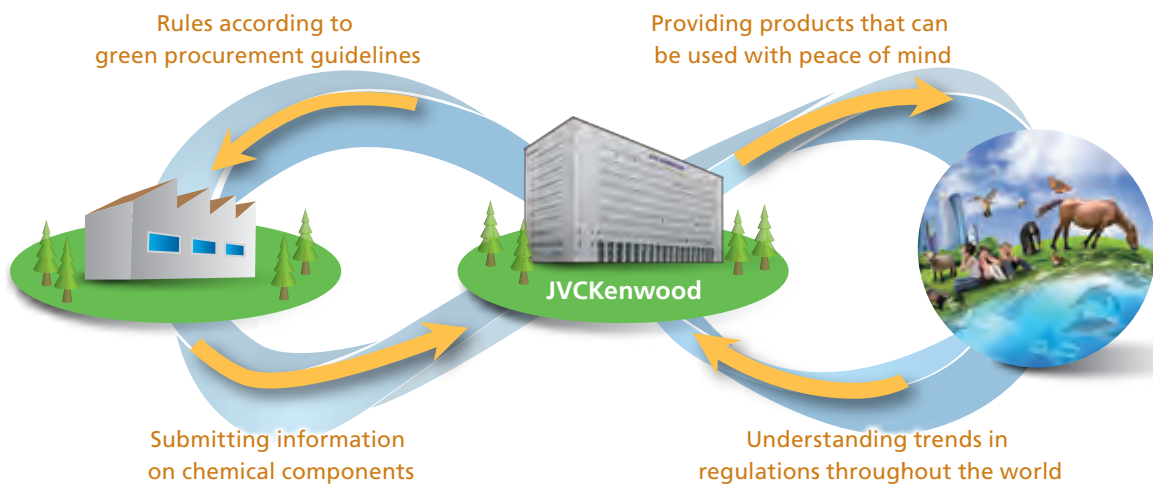 Rules according to
green procurement guidelines
Providing products that can
be used with peace of mind
JVCKenwood
Submitting information
on chemical components
Understanding trends in
regulations throughout the world